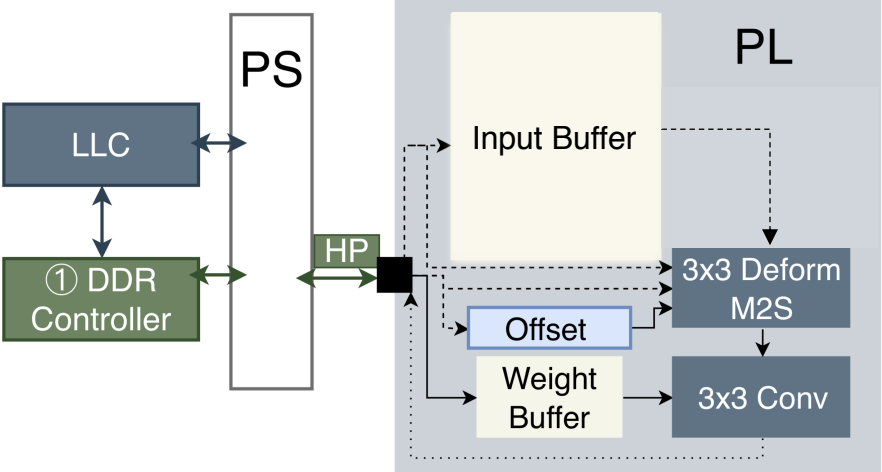 PS
PL
LLC
Input Buffer
HP
① DDR
Controller
3x3 Deform
M2S
Offset
Weight
Buffer
3x3 Conv